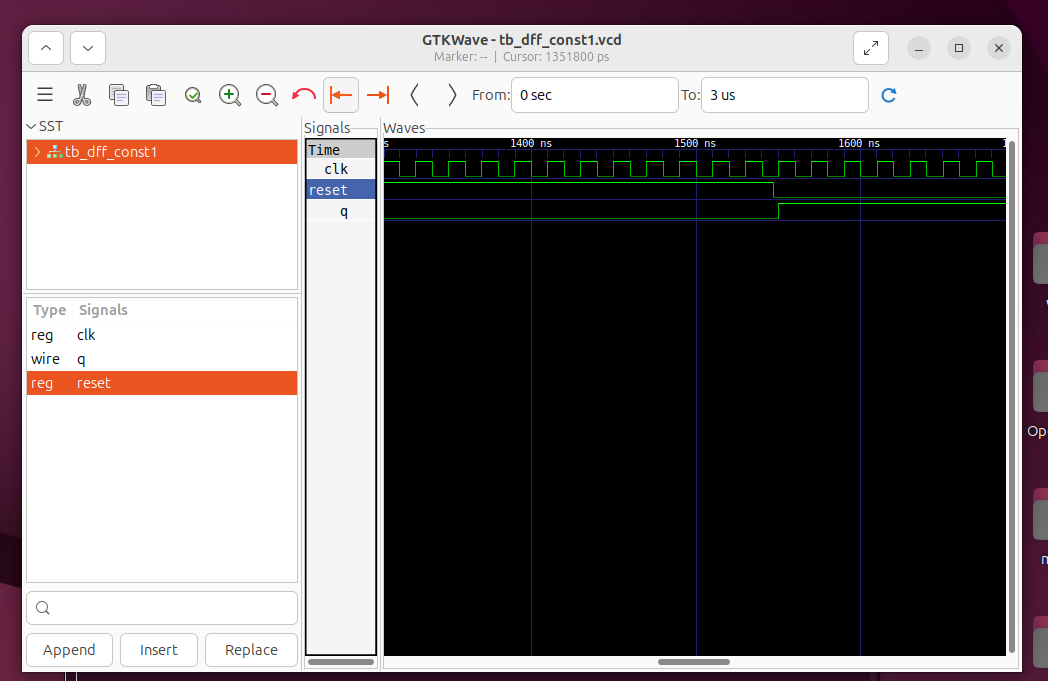 GTKWave - tb_dff_const1.vcd
Marker: -- | Cursor: 1351800 ps
From: 0 sec To: 3 us
SST
tb_dff_const1
Type Signals
reg clk
wire q
reg reset
Append Insert Replace
Signals
Time
clk
reset
q
Waves
s 1400 ns 1500 ns 1600 ns 1
Op